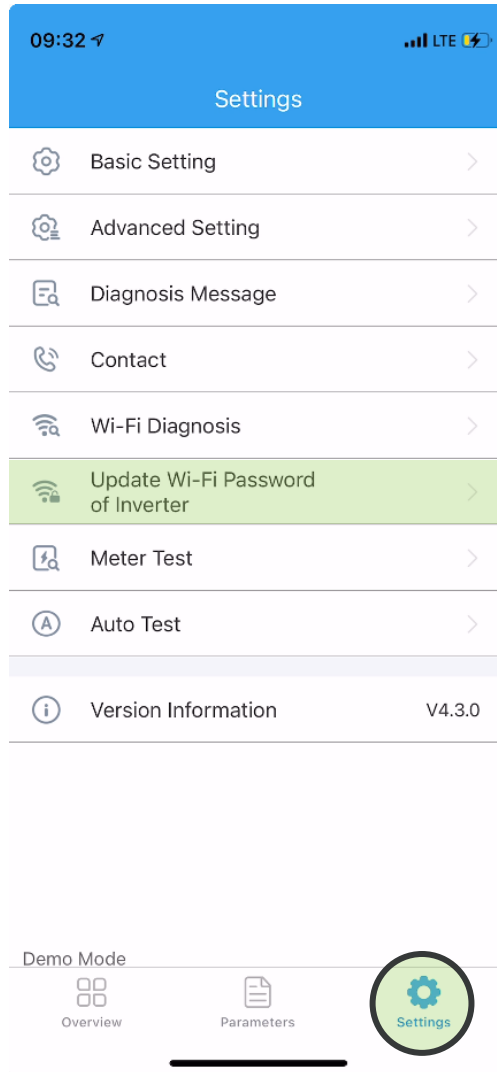 09:32 LTE
Settings
Basic Setting
Advanced Setting
Diagnosis Message
Contact
Wi-Fi Diagnosis
Update Wi-Fi Password
of Inverter
Meter Test
Auto Test
Version Information V4.3.0
Demo Mode
Overview Parameters Settings